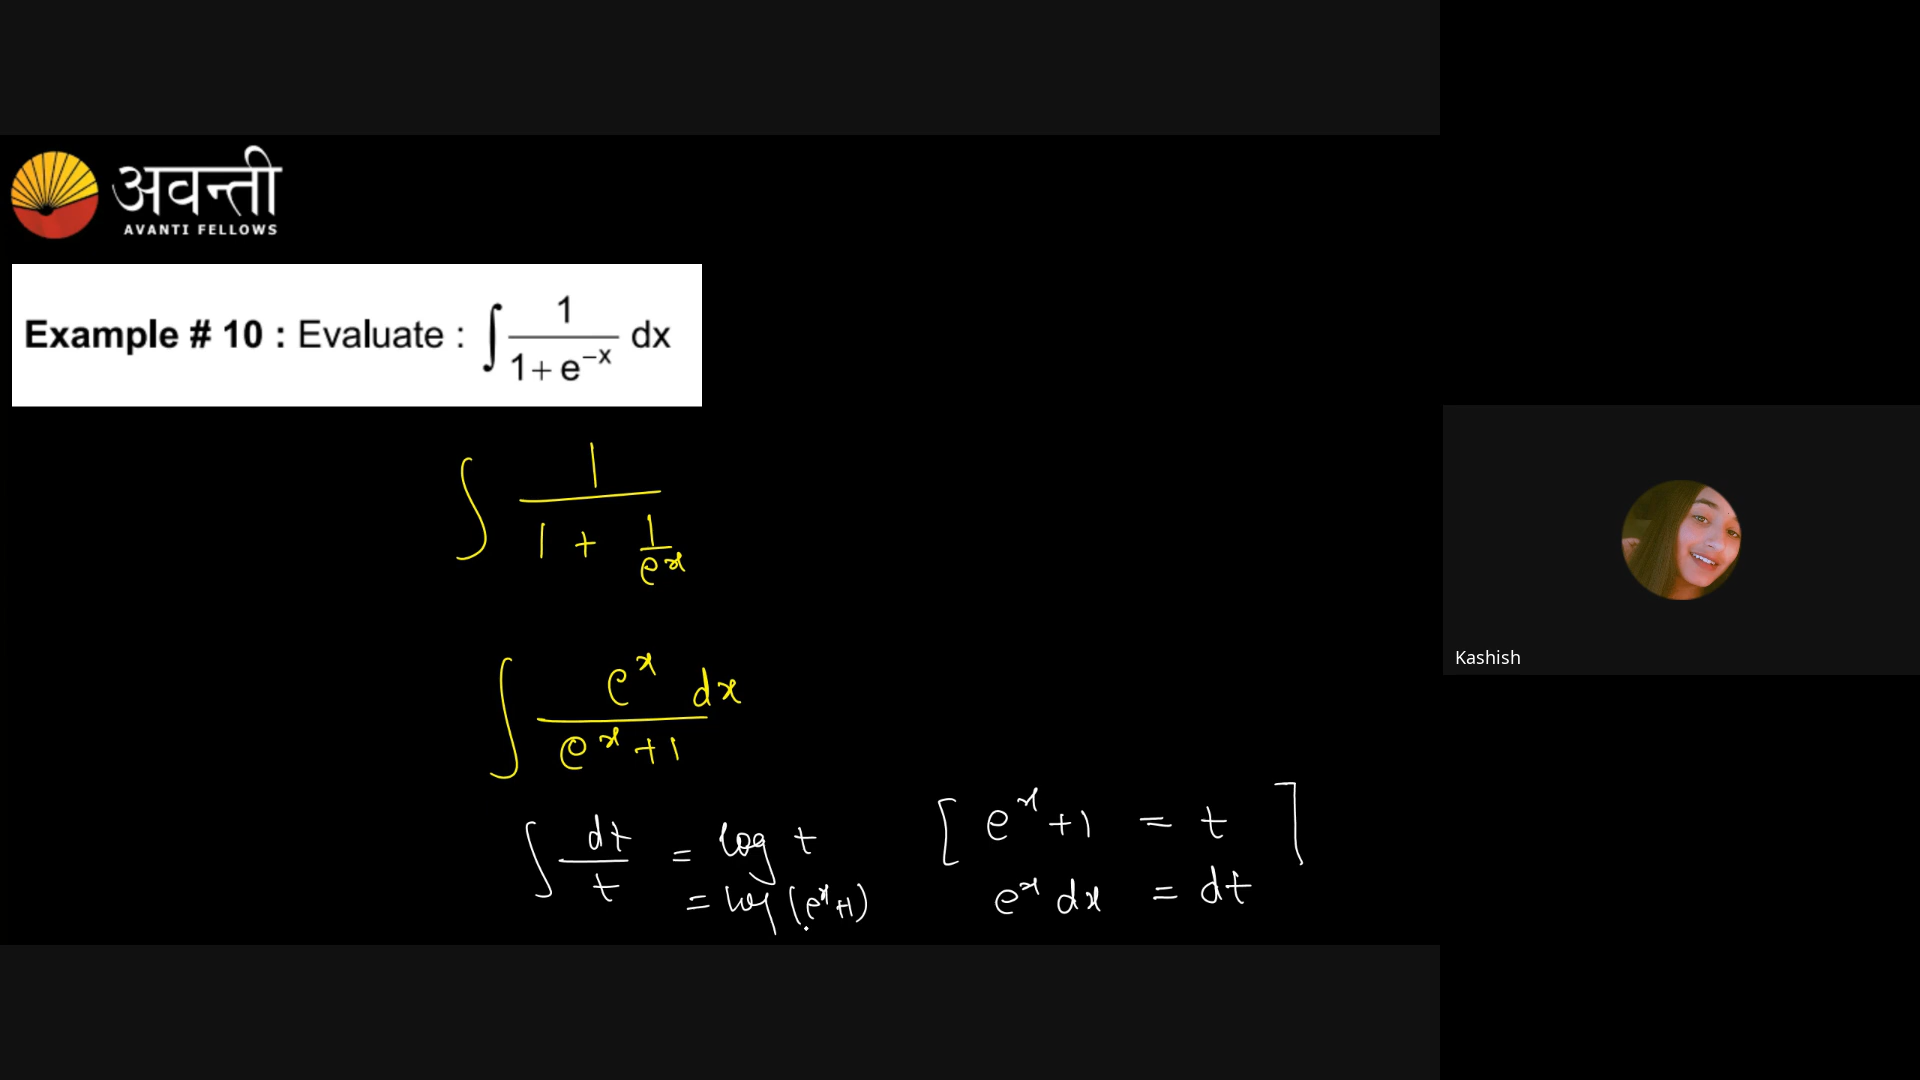 अवन्ती
AVANTI FELLOWS
Example # 10 : Evaluate : ∫ 1/(1+e^(−x)) dx
∫ 1/(1 + 1/e^x)
∫ e^x dx/(e^x + 1)
∫ dt/t = log t [ e^x + 1 = t ]
= log (e^x + 1) e^x dx = dt
Kashish